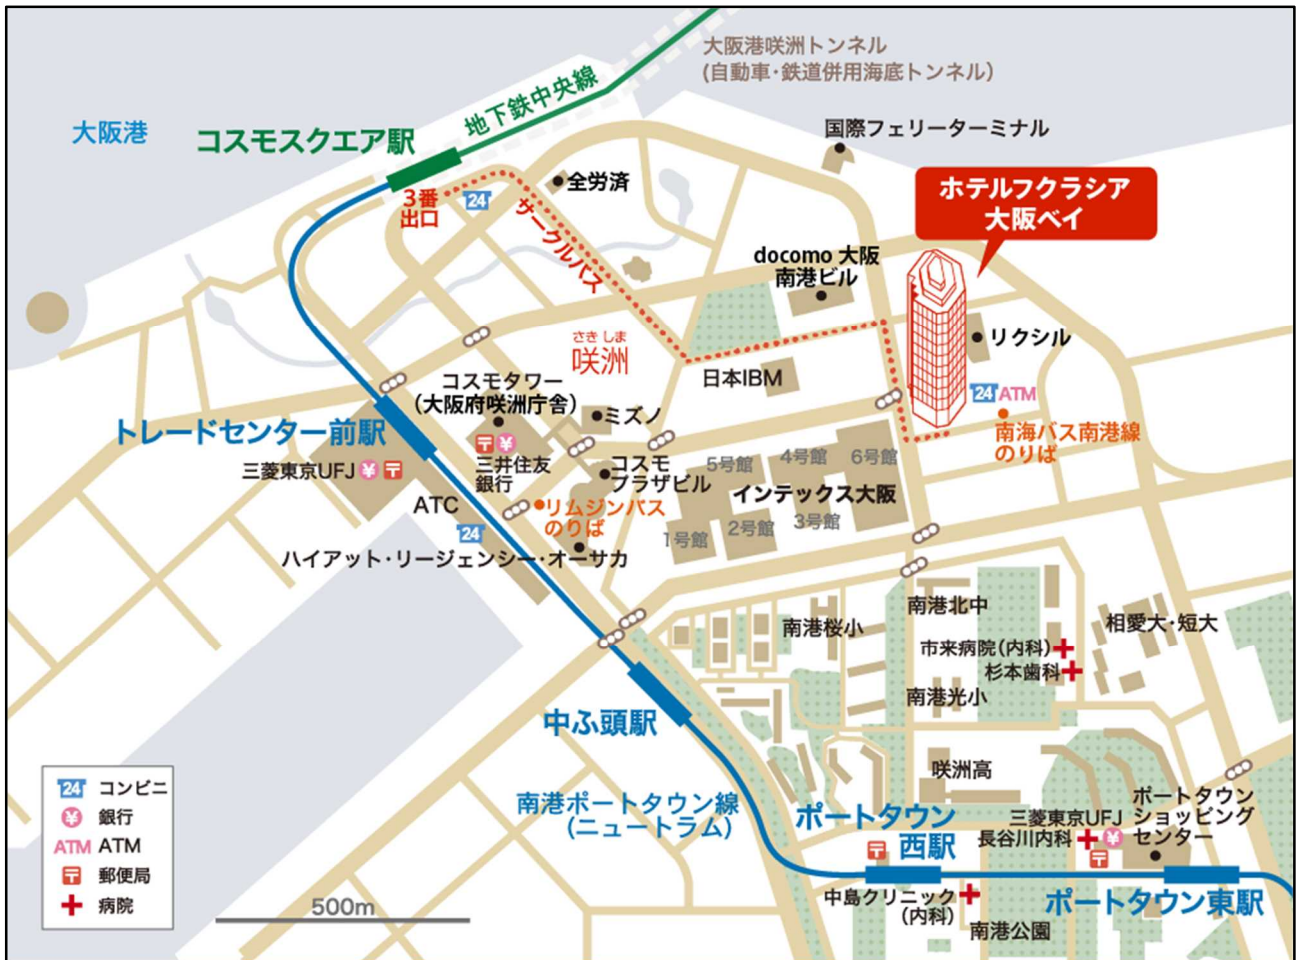 大阪港咲洲トンネル
(自動車・鉄道併用海底トンネル)
地下鉄中央線
大阪港
コスモスクエア駅
国際フェリーターミナル
3番
出口
24
全労済
サークルバス
ホテルフクラシア
大阪ベイ
docomo 大阪
南港ビル
リクシル
さき しま
咲洲
日本IBM
24 ATM
南海バス南港線
のりば
コスモタワー
(大阪府咲洲庁舎)
ミズノ
トレードセンター前駅
三菱東京UFJ ¥ 〒
〒 ¥
三井住友
銀行
コスモ
プラザビル
5号館
4号館
6号館
インテックス大阪
1号館
2号館
3号館
ATC
24
リムジンバス
のりば
ハイアット・リージェンシー・オーサカ
南港桜小
南港北中
市来病院(内科)
杉本歯科
南港光小
相愛大・短大
中ふ頭駅
咲洲高
南港ポートタウン線
(ニュートラム)
ポートタウン
西駅
〒
三菱東京UFJ
長谷川内科
¥
〒
ポートタウン
ショッピング
センター
中島クリニック
(内科)
南港公園
ポートタウン東駅
24 コンビニ
¥ 銀行
ATM ATM
〒 郵便局
病院
500m